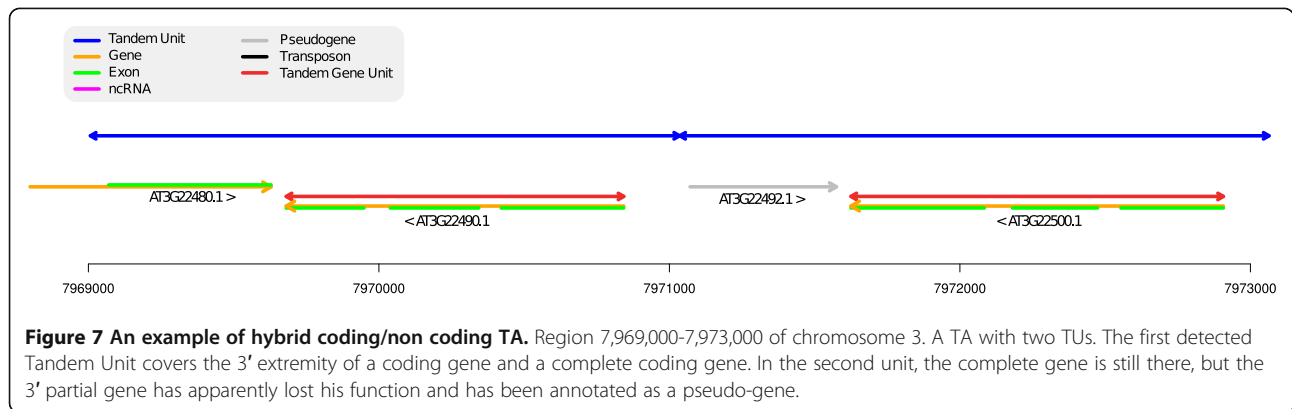 Tandem Unit
Gene
Exon
ncRNA
Pseudogene
Transposon
Tandem Gene Unit
AT3G22480.1 >
< AT3G22490.1
AT3G22492.1 >
< AT3G22500.1
7969000 7970000 7971000 7972000 7973000
Figure 7 An example of hybrid coding/non coding TA. Region 7,969,000-7,973,000 of chromosome 3. A TA with two TUs. The first detected
Tandem Unit covers the 3′ extremity of a coding gene and a complete coding gene. In the second unit, the complete gene is still there, but the
3′ partial gene has apparently lost his function and has been annotated as a pseudo-gene.